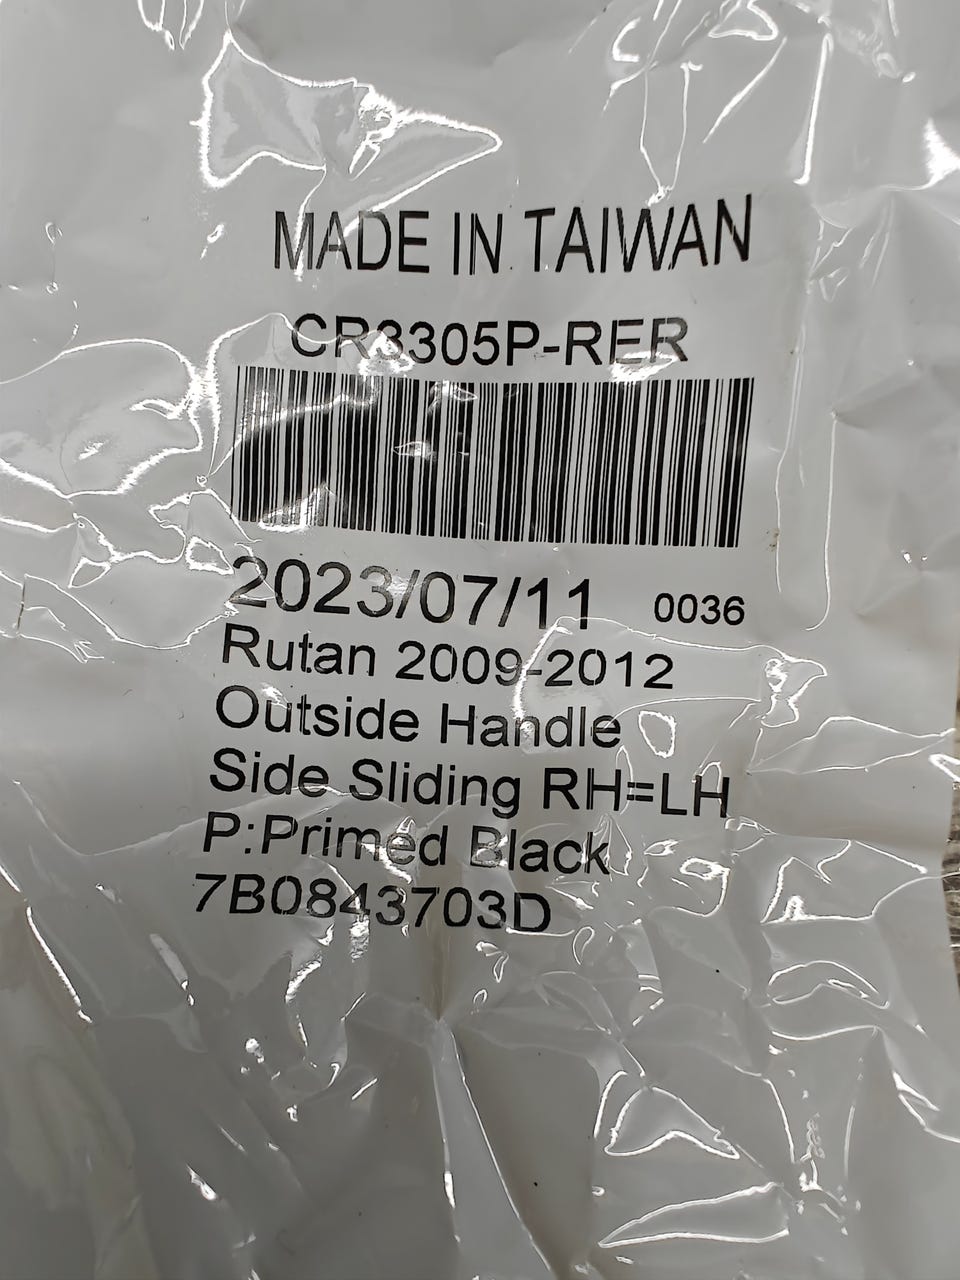 MADE IN TAIWAN
CR3305P-RER
2023/07/11 0036
Rutan 2009-2012
Outside Handle
Side Sliding RH=LH
P:Primed Black
7B0843703D